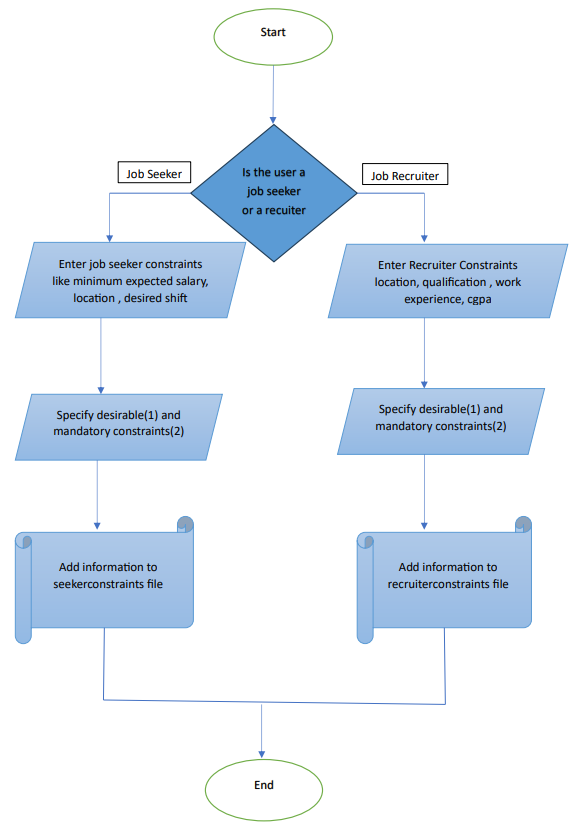 Start
Is the user a
job seeker
or a recuiter
Job Seeker
Job Recruiter
Enter job seeker constraints
like minimum expected salary,
location , desired shift
Enter Recruiter Constraints
location, qualification , work
experience, cgpa
Specify desirable(1) and
mandatory constraints(2)
Specify desirable(1) and
mandatory constraints(2)
Add information to
seekerconstraints file
Add information to
recruiterconstraints file
End